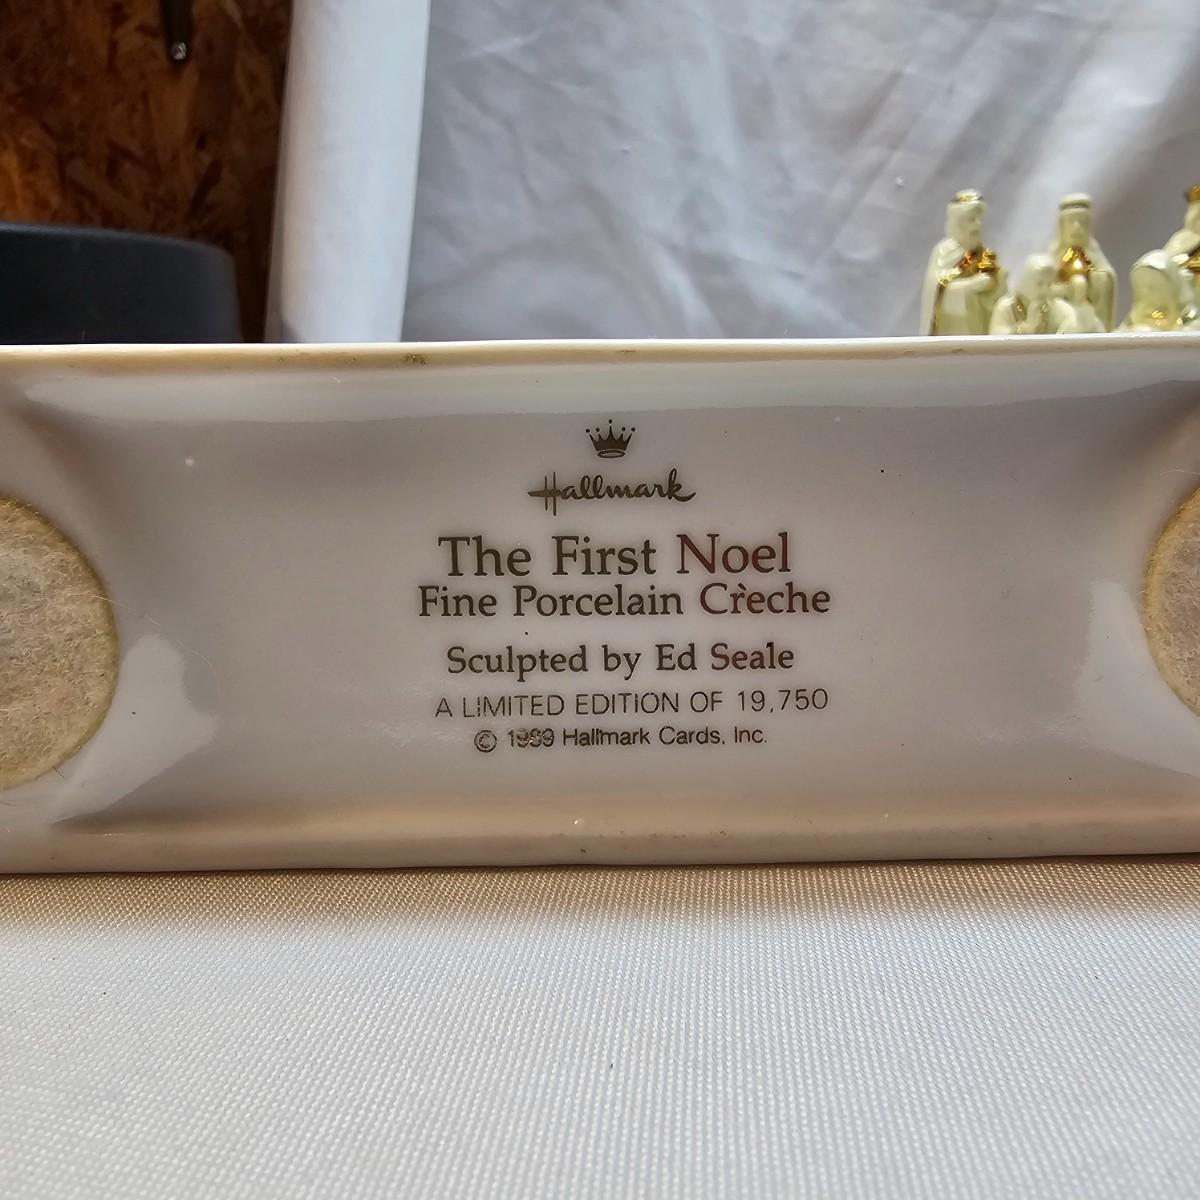 Hallmark
The First Noel
Fine Porcelain Crèche
Sculpted by Ed Seale
A LIMITED EDITION OF 19,750
© 1989 Hallmark Cards, Inc.